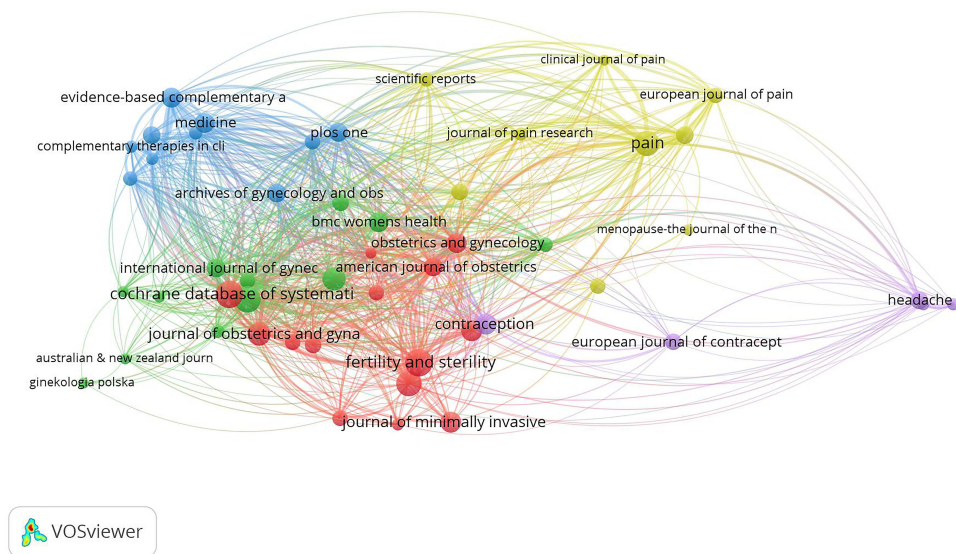 clinical journal of pain
scientific reports
european journal of pain
evidence-based complementary a
medicine
plos one
journal of pain research
pain
complementary therapies in cli
archives of gynecology and obs
bmc womens health
menopause-the journal of the n
obstetrics and gynecology
international journal of gynec
american journal of obstetrics
cochrane database of systemati
headache
contraception
journal of obstetrics and gyna
european journal of contracept
australian & new zealand journ
fertility and sterility
ginekologia polska
journal of minimally invasive
VOSviewer